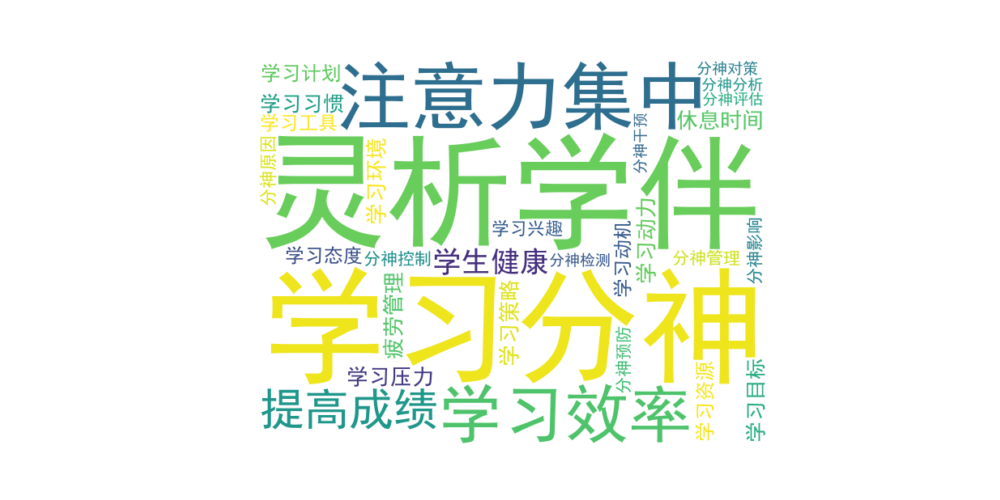 学习计划
注意力集中
分神对策
分神分析
分神评估
学习习惯
休息时间
学习工具
分神干预
灵析学伴
分神原因
学习环境
学习兴趣
学习动力
学习动机
分神影响
学习态度
分神控制
学生健康
分神检测
分神管理
学习分神
疲劳管理
学习策略
分神预防
学习压力
学习资源
学习目标
提高成绩
学习效率